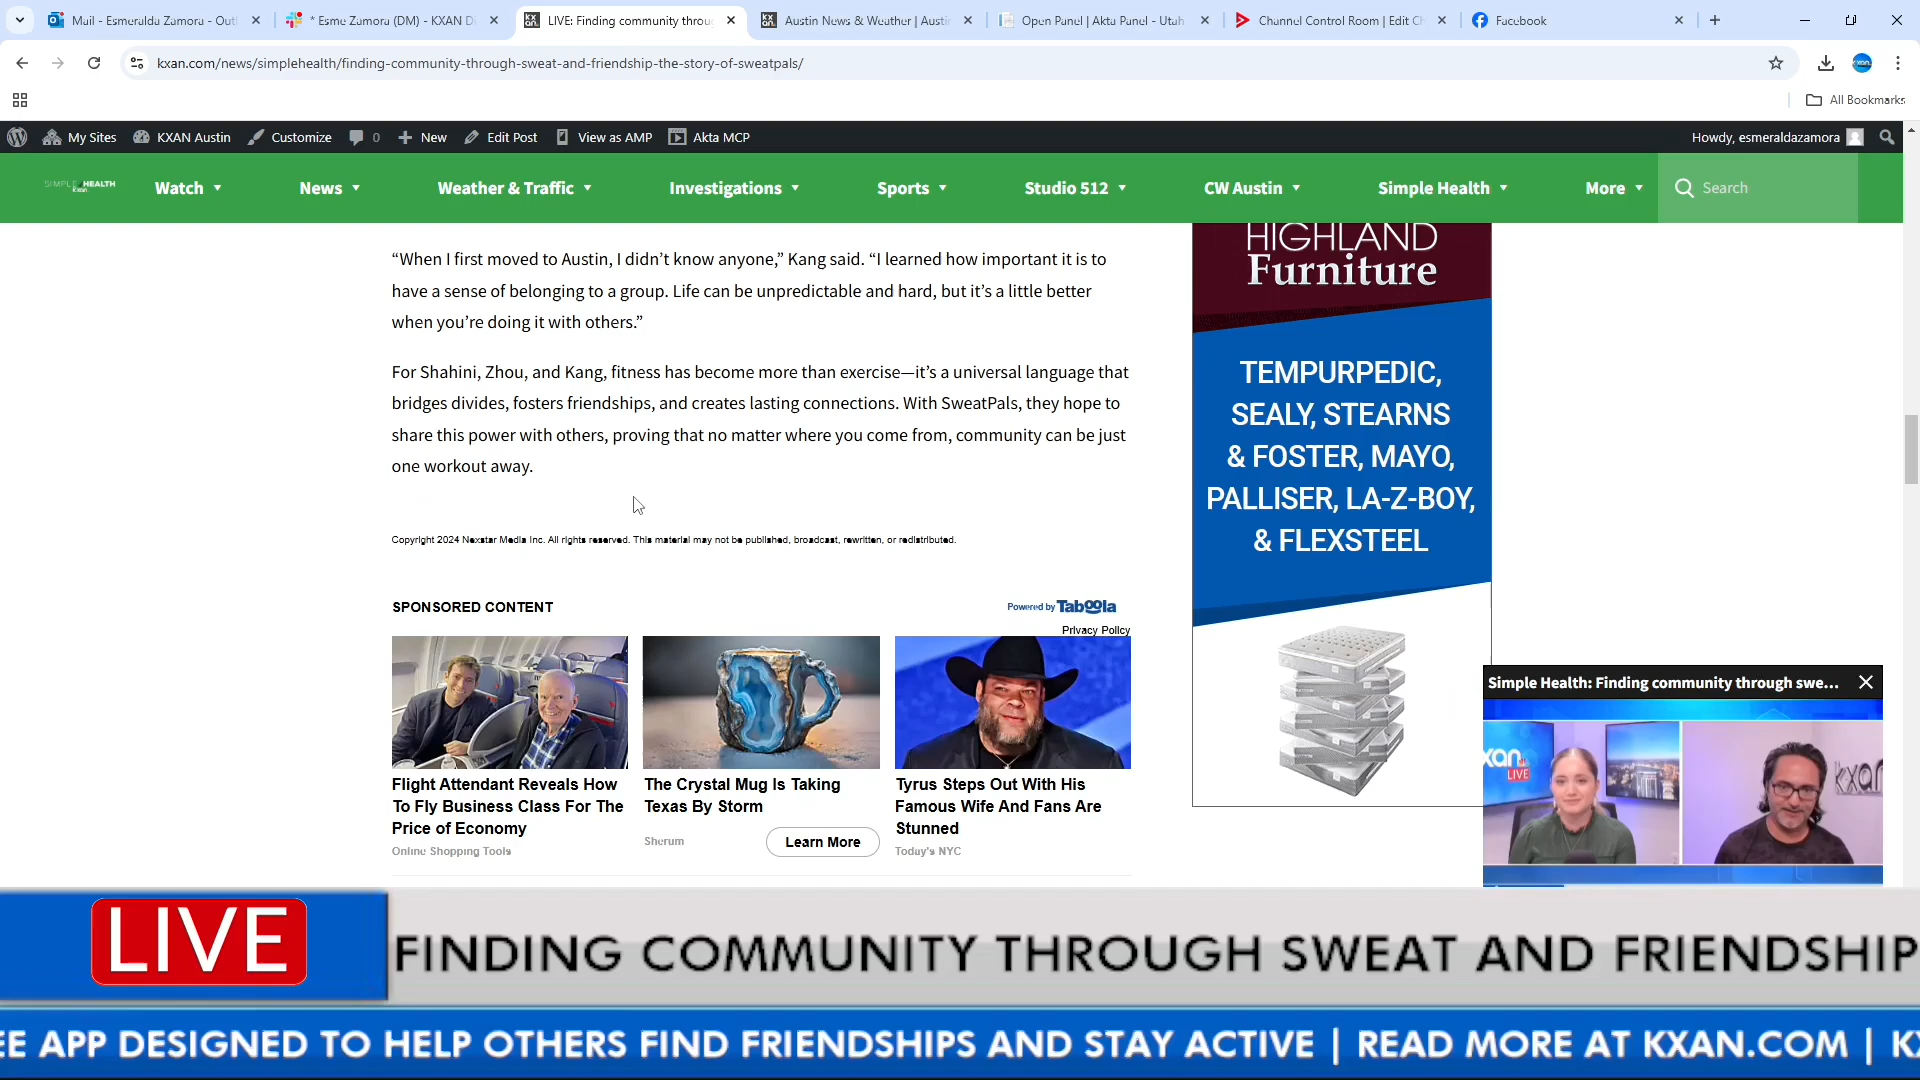 Mail - Esmeralda Zamora - Outl
* Esme Zamora (DM) - KXAN D
LIVE: Finding community throu
Austin News & Weather | Austi
Open Panel | Akta Panel - Utah
Channel Control Room | Edit Ch
Facebook
kxan.com/news/simplehealth/finding-community-through-sweat-and-friendship-the-story-of-sweatpals/
All Bookmarks
My Sites
KXAN Austin
Customize
0
New
Edit Post
View as AMP
Akta MCP
Howdy, esmeraldazamora
SIMPLE HEALTH
KXAN
Watch
News
Weather & Traffic
Investigations
Sports
Studio 512
CW Austin
Simple Health
More
Search
“When I first moved to Austin, I didn’t know anyone,” Kang said. “I learned how important it is to
have a sense of belonging to a group. Life can be unpredictable and hard, but it’s a little better
when you’re doing it with others.”
For Shahini, Zhou, and Kang, fitness has become more than exercise—it’s a universal language that
bridges divides, fosters friendships, and creates lasting connections. With SweatPals, they hope to
share this power with others, proving that no matter where you come from, community can be just
one workout away.
Copyright 2024 Nexstar Media Inc. All rights reserved. This material may not be published, broadcast, rewritten, or redistributed.
SPONSORED CONTENT
Powered by Taboola
Privacy Policy
Flight Attendant Reveals How
To Fly Business Class For The
Price of Economy
Online Shopping Tools
The Crystal Mug Is Taking
Texas By Storm
Sherum
Learn More
Tyrus Steps Out With His
Famous Wife And Fans Are
Stunned
Today's NYC
HIGHLAND
Furniture
TEMPURPEDIC,
SEALY, STEARNS
& FOSTER, MAYO,
PALLISER, LA-Z-BOY,
& FLEXSTEEL
Simple Health: Finding community through swe...
kxan
LIVE
kxan
LIVE
FINDING COMMUNITY THROUGH SWEAT AND FRIENDSHIP
EE APP DESIGNED TO HELP OTHERS FIND FRIENDSHIPS AND STAY ACTIVE | READ MORE AT KXAN.COM | KX